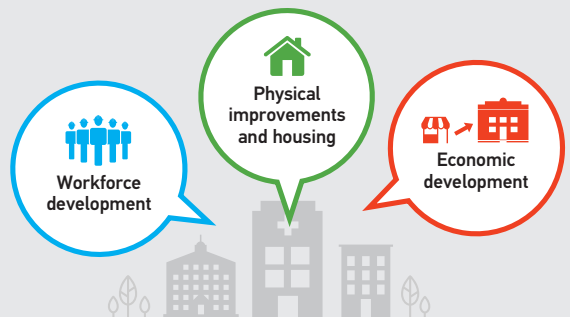 Workforce
development
Physical
improvements
and housing
Economic
development